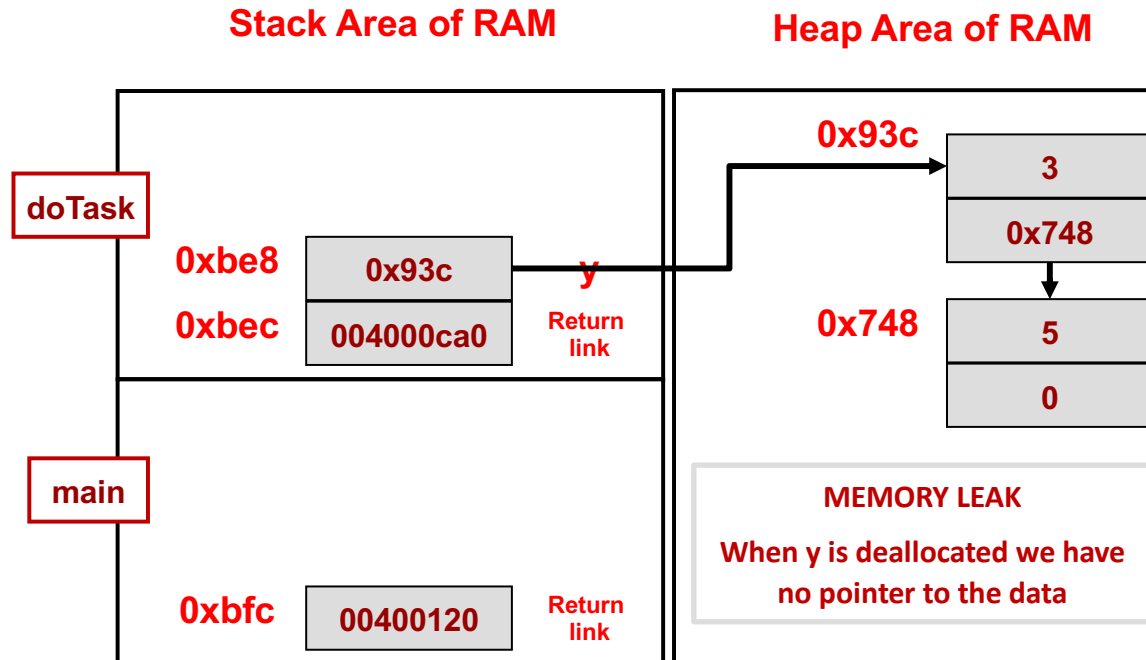 Stack Area of RAM
Heap Area of RAM
doTask
0xbe8
0x93c
y
0xbec
004000ca0
Return
link
0x93c
3
0x748
0x748
5
0
main
0xbfc
00400120
Return
link
MEMORY LEAK
When y is deallocated we have
no pointer to the data